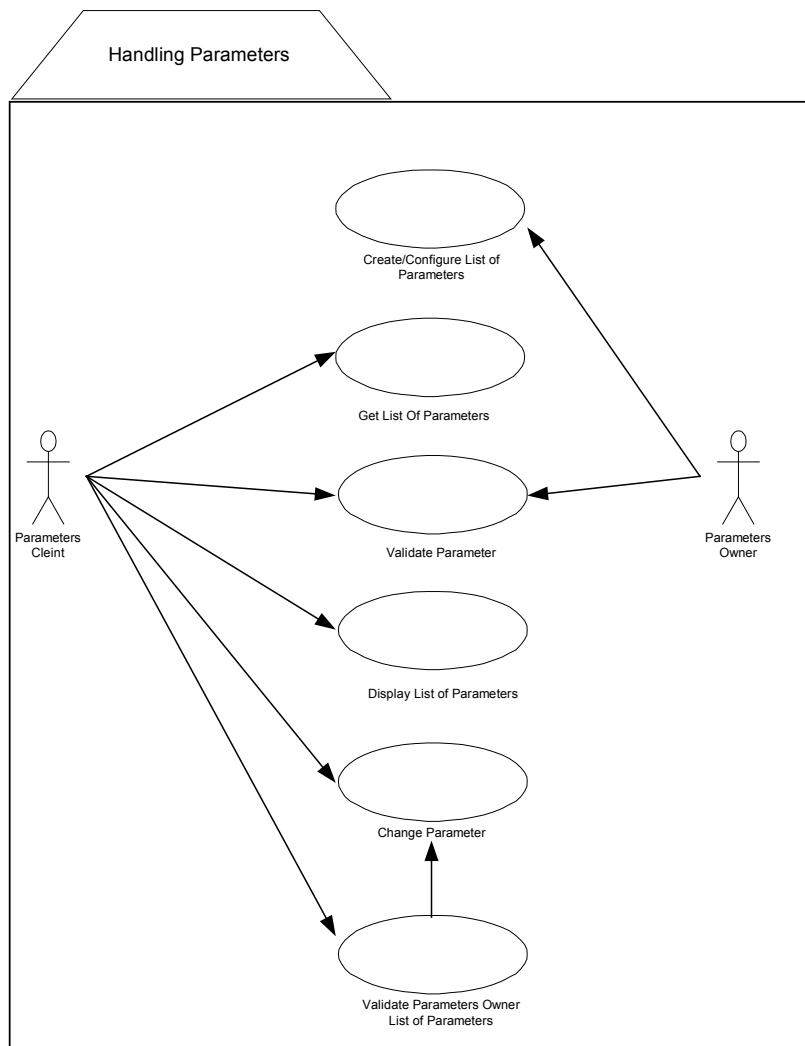 Handling Parameters
Create/Configure List of
Parameters
Get List Of Parameters
Parameters
Cleint
Validate Parameter
Parameters
Owner
Display List of Parameters
Change Parameter
Validate Parameters Owner
List of Parameters